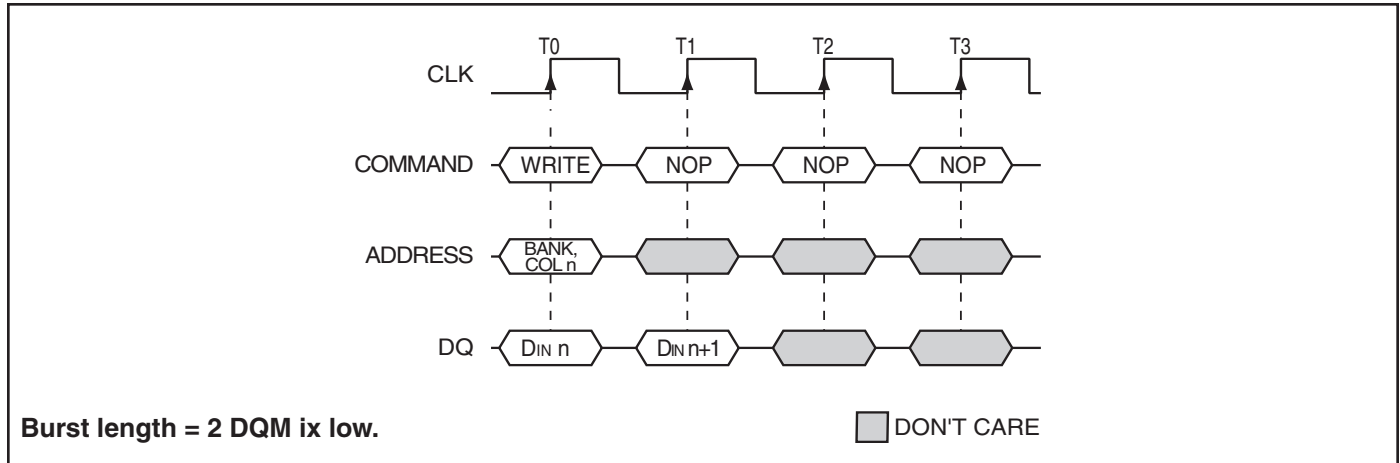 T0 T1 T2 T3
CLK
COMMAND WRITE NOP NOP NOP
ADDRESS BANK,
COL n
DQ DIN n DIN n+1
Burst length = 2 DQM ix low. DON'T CARE